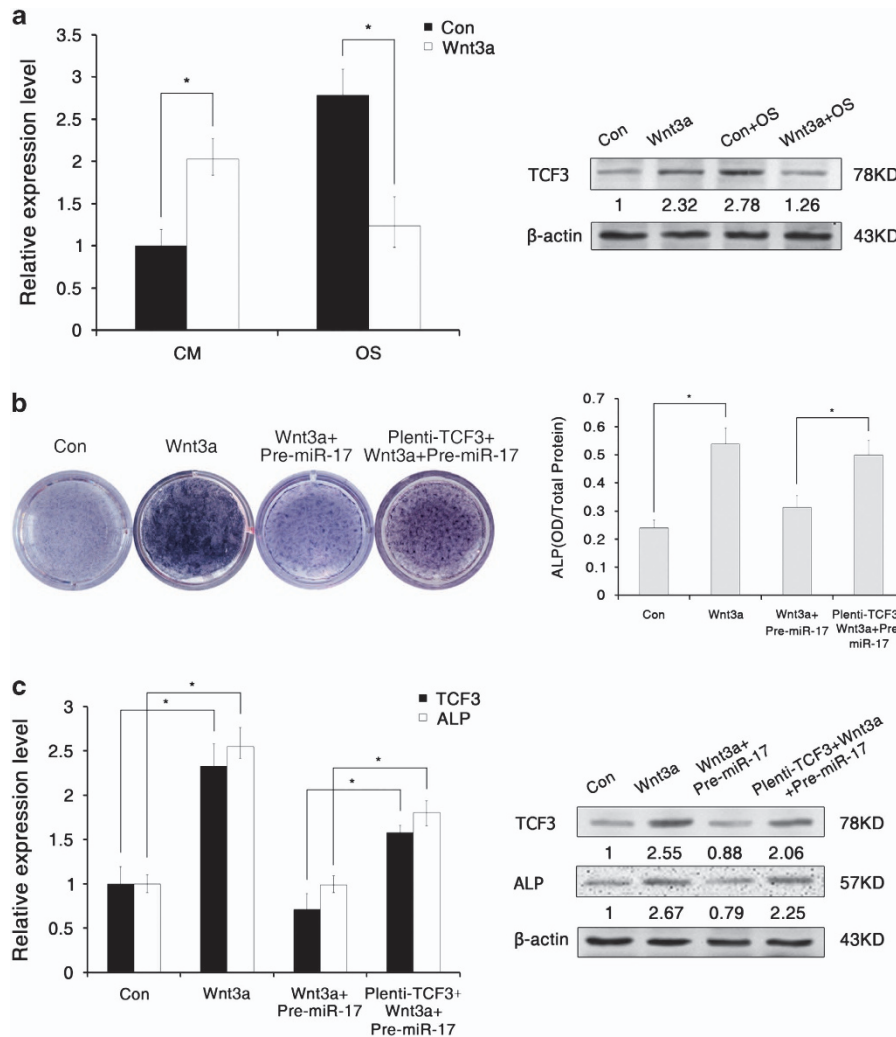 a
Relative expression level
3.5
3
2.5
2
1.5
1
0.5
0
*
*
Con
Wnt3a
CM
OS
Con
Wnt3a
Con+OS
Wnt3a+OS
TCF3
78KD
1
2.32
2.78
1.26
β-actin
43KD
b
Con
Wnt3a
Wnt3a+
Pre-miR-17
Plenti-TCF3+
Wnt3a+Pre-miR-17
ALP(OD/Total Protein)
0.7
0.6
0.5
0.4
0.3
0.2
0.1
0
*
*
Con
Wnt3a
Wnt3a+
Pre-miR-17
Plenti-TCF3
Wnt3a+Pre
miR-17
c
Relative expression level
3
2.5
2
1.5
1
0.5
0
*
*
*
*
TCF3
ALP
Con
Wnt3a
Wnt3a+
Pre-miR-17
Plenti-TCF3+
Wnt3a+
Pre-miR-17
Con
Wnt3a
Wnt3a+
Pre-miR-17
Plenti-TCF3+Wnt3a
+Pre-miR-17
TCF3
78KD
1
2.55
0.88
2.06
ALP
57KD
1
2.67
0.79
2.25
β-actin
43KD